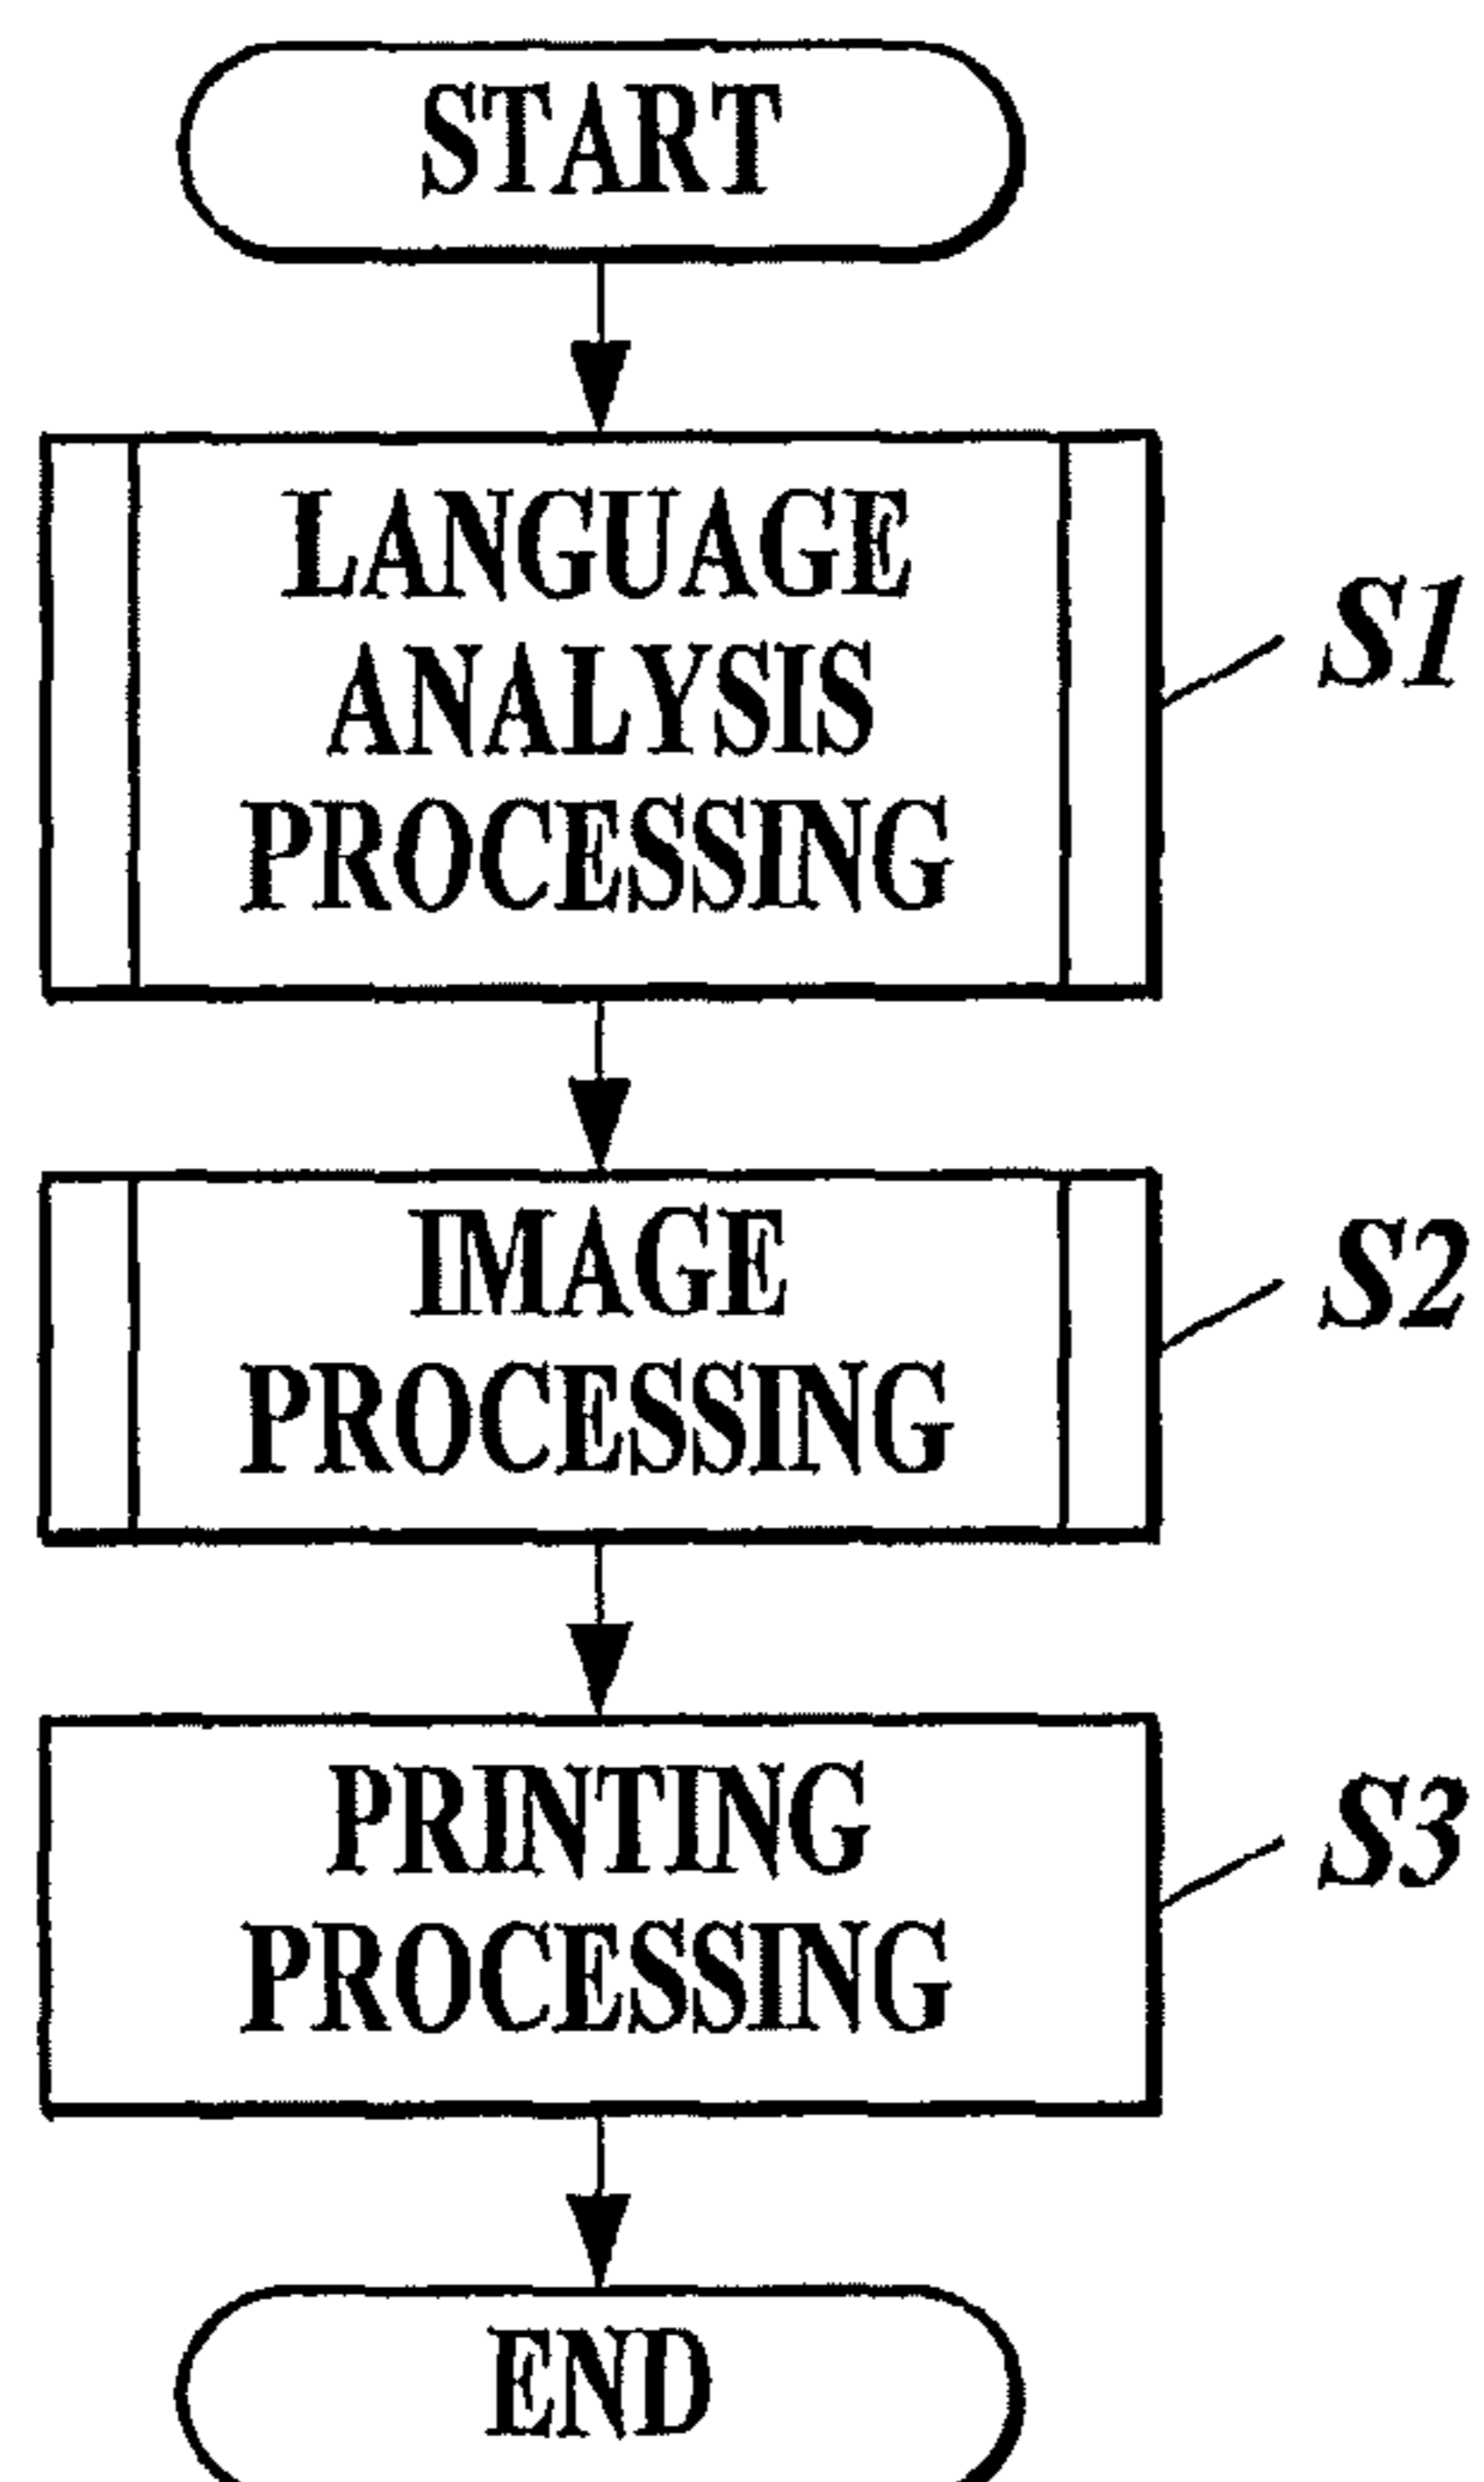 START
LANGUAGE
ANALYSIS
PROCESSING
S1
IMAGE
PROCESSING
S2
PRINTING
PROCESSING
S3
END